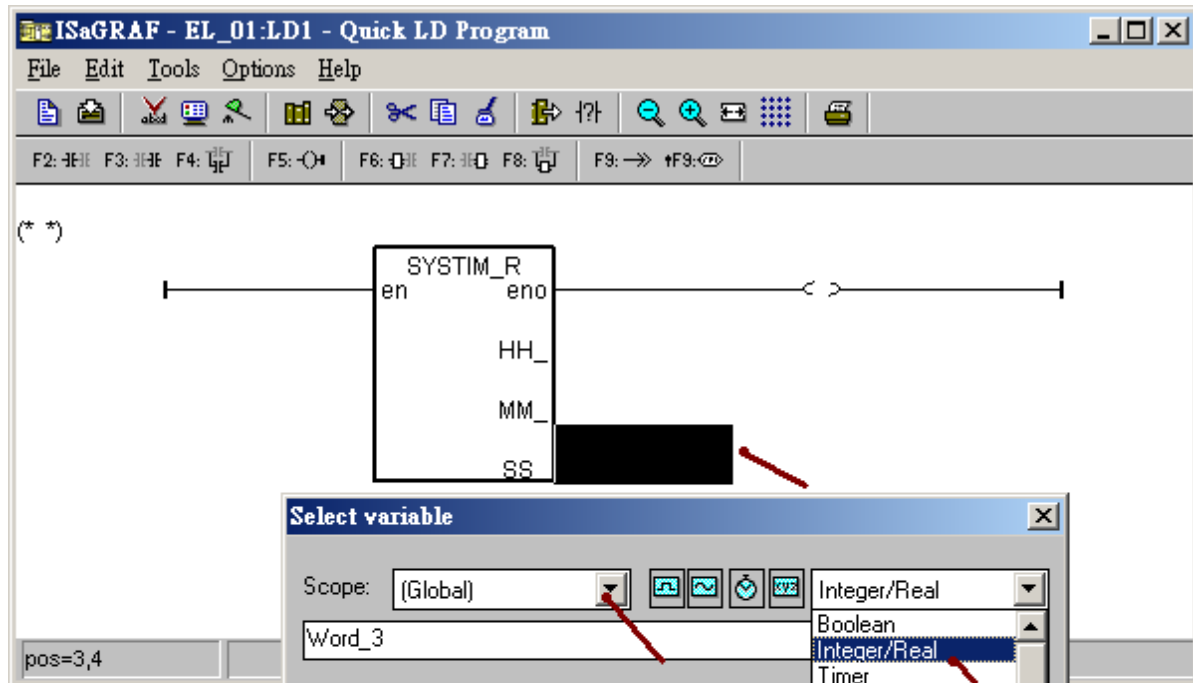 ISaGRAF - EL_01:LD1 - Quick LD Program
File Edit Tools Options Help
F2: F3: F4: F5: F6: F7: F8: F9: F9:
(* *)
SYSTIM_R
en eno
HH_
MM_
SS_
Select variable
Scope: (Global) Integer/Real
Word_3 Boolean
Integer/Real
pos=3,4 Timer